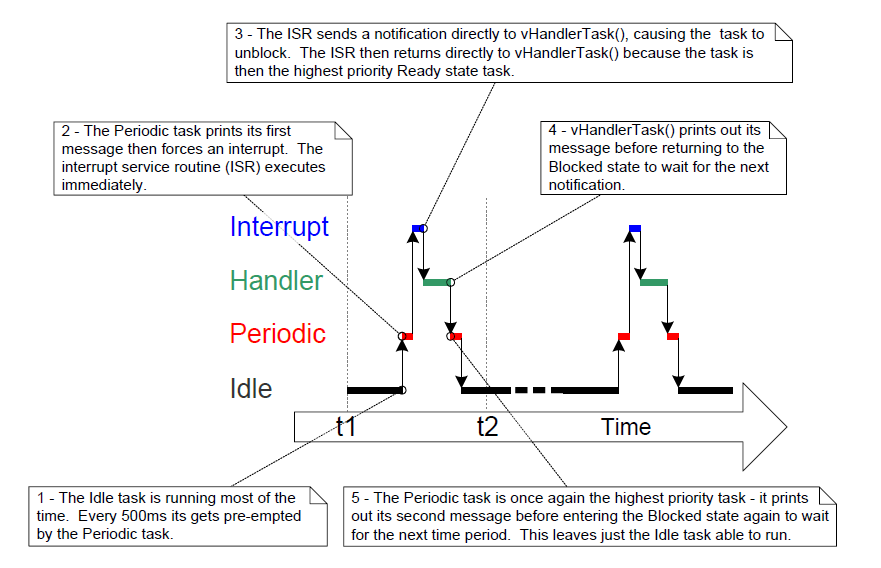 3 - The ISR sends a notification directly to vHandlerTask(), causing the  task to
unblock.  The ISR then returns directly to vHandlerTask() because the task is
then the highest priority Ready state task.
2 - The Periodic task prints its first
message then forces an interrupt.  The
interrupt service routine (ISR) executes
immediately.
4 - vHandlerTask() prints out its
message before returning to the
Blocked state to wait for the next
notification.
Interrupt
Handler
Periodic
Idle
t1
t2
Time
1 - The Idle task is running most of the
time.  Every 500ms its gets pre-empted
by the Periodic task.
5 - The Periodic task is once again the highest priority task - it prints
out its second message before entering the Blocked state again to wait
for the next time period.  This leaves just the Idle task able to run.